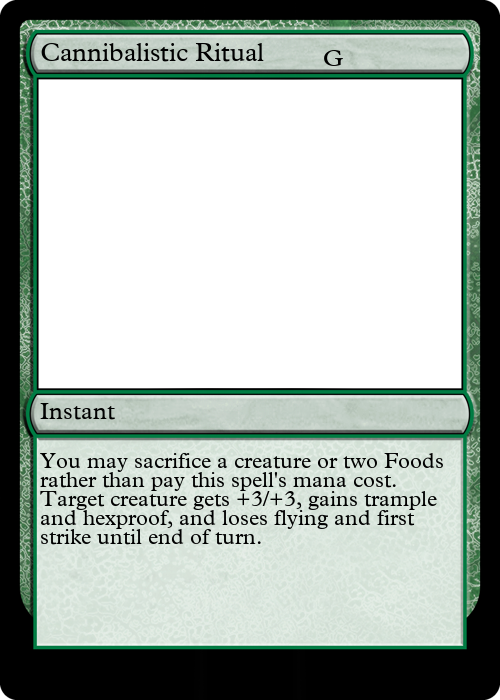 Cannibalistic Ritual G
Instant
You may sacrifice a creature or two Foods
rather than pay this spell's mana cost.
Target creature gets +3/+3, gains trample
and hexproof, and loses flying and first
strike until end of turn.